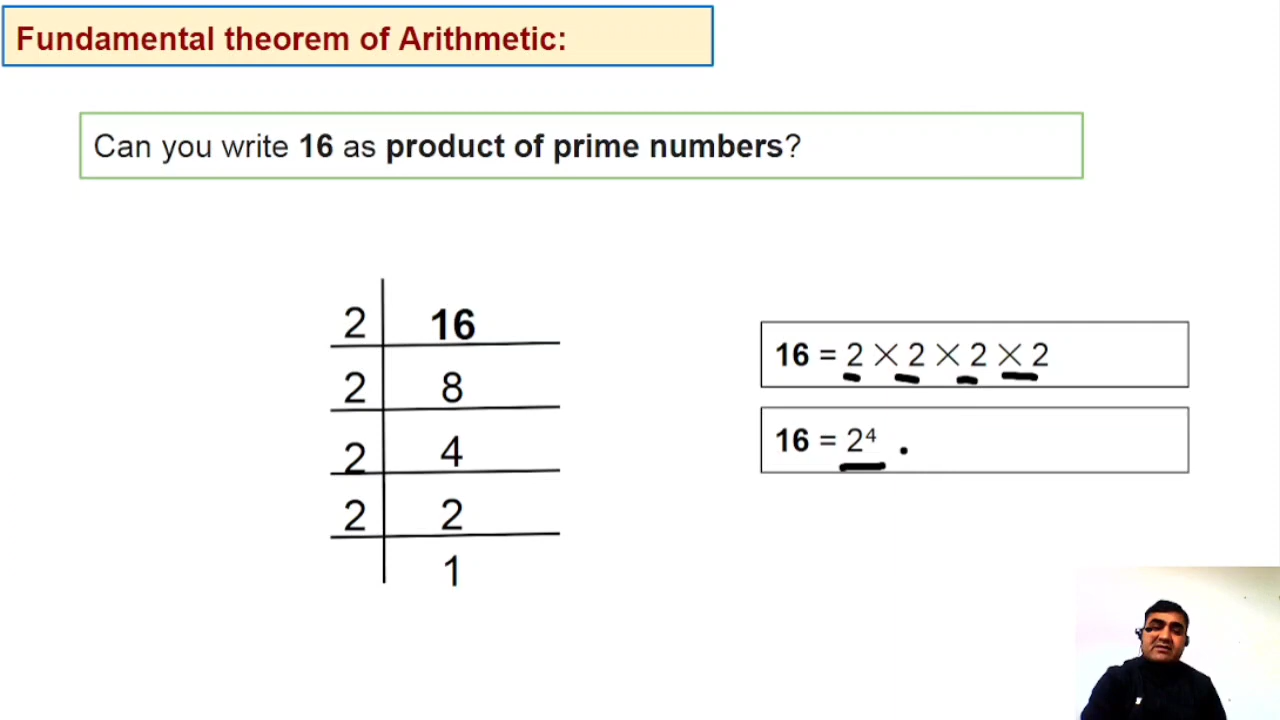 Fundamental theorem of Arithmetic:
Can you write 16 as product of prime numbers?
2 16
2 8
2 4
2 2
1
16 = 2 × 2 × 2 × 2
16 = 2⁴ .